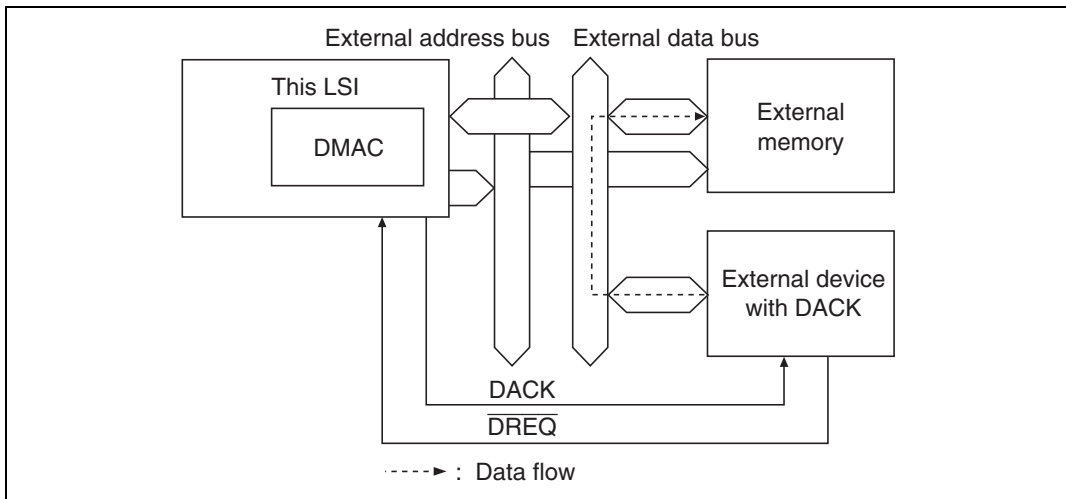 External address bus
External data bus
This LSI
DMAC
External
memory
External device
with DACK
DACK
DREQ
: Data flow